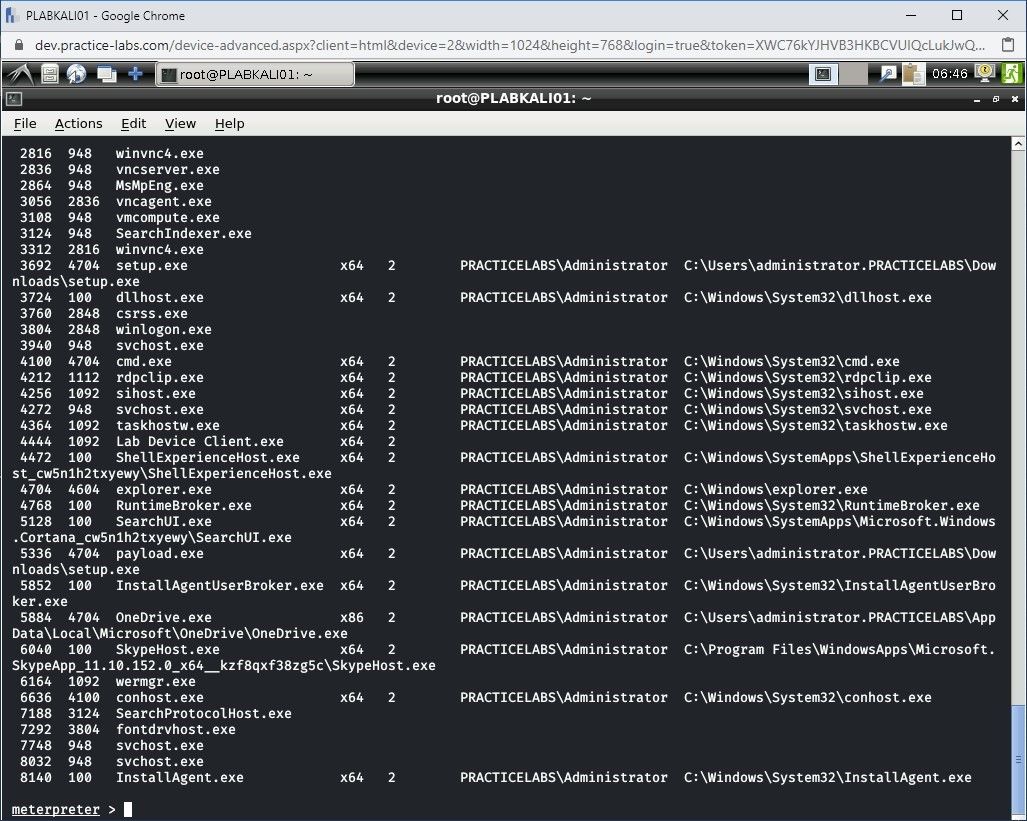 PLABKALI01 - Google Chrome
dev.practice-labs.com/device-advanced.aspx?client=html&device=2&width=1024&height=768&login=true&token=XWC76kYJHVB3HKBCVUIQcLukJwQ...
root@PLABKALI01: ~
06:46
root@PLABKALI01: ~
File Actions Edit View Help
2816 948 winvnc4.exe
2836 948 vncserver.exe
2864 948 MsMpEng.exe
3056 2836 vncagent.exe
3108 948 vmcompute.exe
3124 948 SearchIndexer.exe
3312 2816 winvnc4.exe
3692 4704 setup.exe x64 2 PRACTICELABS\Administrator C:\Users\administrator.PRACTICELABS\Dow
nloads\setup.exe
3724 100 dllhost.exe x64 2 PRACTICELABS\Administrator C:\Windows\System32\dllhost.exe
3760 2848 csrss.exe
3804 2848 winlogon.exe
3940 948 svchost.exe
4100 4704 cmd.exe x64 2 PRACTICELABS\Administrator C:\Windows\System32\cmd.exe
4212 1112 rdpclip.exe x64 2 PRACTICELABS\Administrator C:\Windows\System32\rdpclip.exe
4256 1092 sihost.exe x64 2 PRACTICELABS\Administrator C:\Windows\System32\sihost.exe
4272 948 svchost.exe x64 2 PRACTICELABS\Administrator C:\Windows\System32\svchost.exe
4364 1092 taskhostw.exe x64 2 PRACTICELABS\Administrator C:\Windows\System32\taskhostw.exe
4444 1092 Lab Device Client.exe x64 2
4472 100 ShellExperienceHost.exe x64 2 PRACTICELABS\Administrator C:\Windows\SystemApps\ShellExperienceHo
st_cw5n1h2txyewy\ShellExperienceHost.exe
4704 4604 explorer.exe x64 2 PRACTICELABS\Administrator C:\Windows\explorer.exe
4768 100 RuntimeBroker.exe x64 2 PRACTICELABS\Administrator C:\Windows\System32\RuntimeBroker.exe
5128 100 SearchUI.exe x64 2 PRACTICELABS\Administrator C:\Windows\SystemApps\Microsoft.Windows
.Cortana_cw5n1h2txyewy\SearchUI.exe
5336 4704 payload.exe x64 2 PRACTICELABS\Administrator C:\Users\administrator.PRACTICELABS\Dow
nloads\setup.exe
5852 100 InstallAgentUserBroker.exe x64 2 PRACTICELABS\Administrator C:\Windows\System32\InstallAgentUserBro
ker.exe
5884 4704 OneDrive.exe x86 2 PRACTICELABS\Administrator C:\Users\administrator.PRACTICELABS\App
Data\Local\Microsoft\OneDrive\OneDrive.exe
6040 100 SkypeHost.exe x64 2 PRACTICELABS\Administrator C:\Program Files\WindowsApps\Microsoft.
SkypeApp_11.10.152.0_x64__kzf8qxf38zg5c\SkypeHost.exe
6164 1092 wermgr.exe
6636 4100 conhost.exe x64 2 PRACTICELABS\Administrator C:\Windows\System32\conhost.exe
7188 3124 SearchProtocolHost.exe
7292 3804 fontdrvhost.exe
7748 948 svchost.exe
8032 948 svchost.exe
8140 100 InstallAgent.exe x64 2 PRACTICELABS\Administrator C:\Windows\System32\InstallAgent.exe
meterpreter >